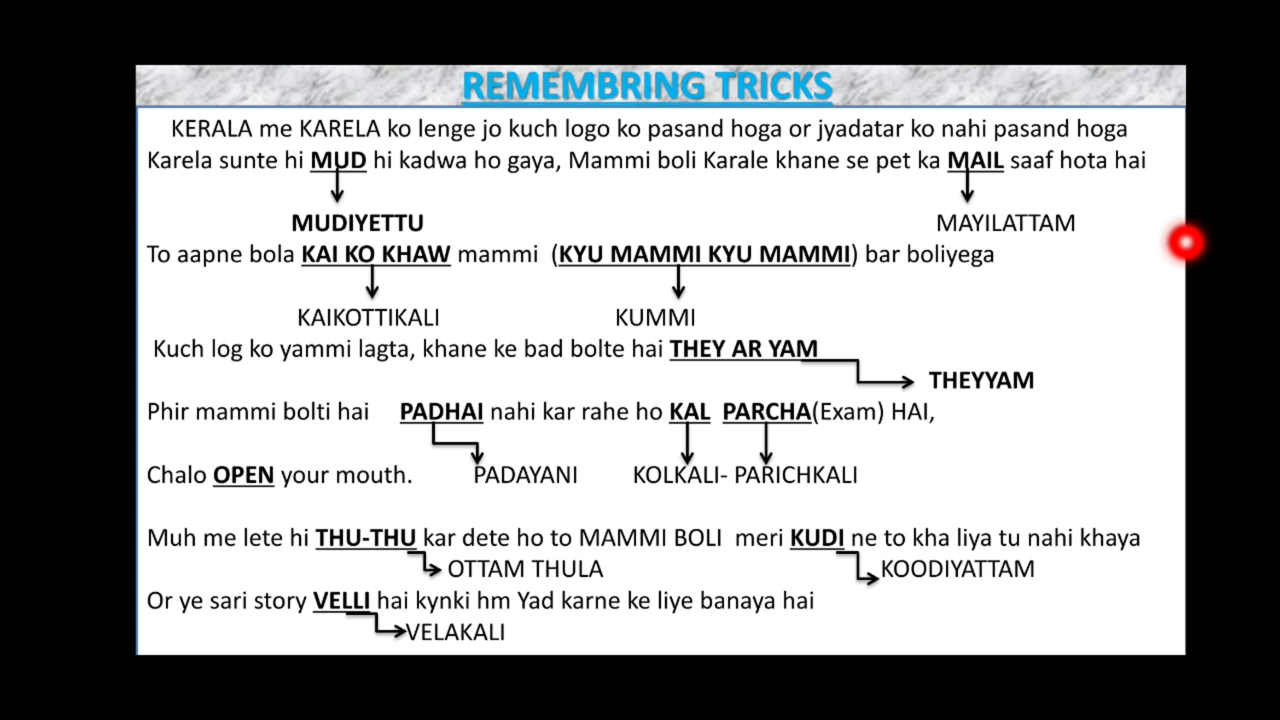 REMEMBRING TRICKS
KERALA me KARELA ko lenge jo kuch logo ko pasand hoga or jyadatar ko nahi pasand hoga
Karela sunte hi MUD hi kadwa ho gaya, Mammi boli Karale khane se pet ka MAIL saaf hota hai
MUDIYETTU MAYILATTAM
To aapne bola KAI KO KHAW mammi (KYU MAMMI KYU MAMMI) bar boliyega
KAIKOTTIKALI KUMMI
Kuch log ko yammi lagta, khane ke bad bolte hai THEY AR YAM
THEYYAM
Phir mammi bolti hai PADHAI nahi kar rahe ho KAL PARCHA(Exam) HAI,
Chalo OPEN your mouth. PADAYANI KOLKALI- PARICHKALI
Muh me lete hi THU-THU kar dete ho to MAMMI BOLI meri KUDI ne to kha liya tu nahi khaya
OTTAM THULA KOODIYATTAM
Or ye sari story VELLI hai kynki hm Yad karne ke liye banaya hai
VELAKALI